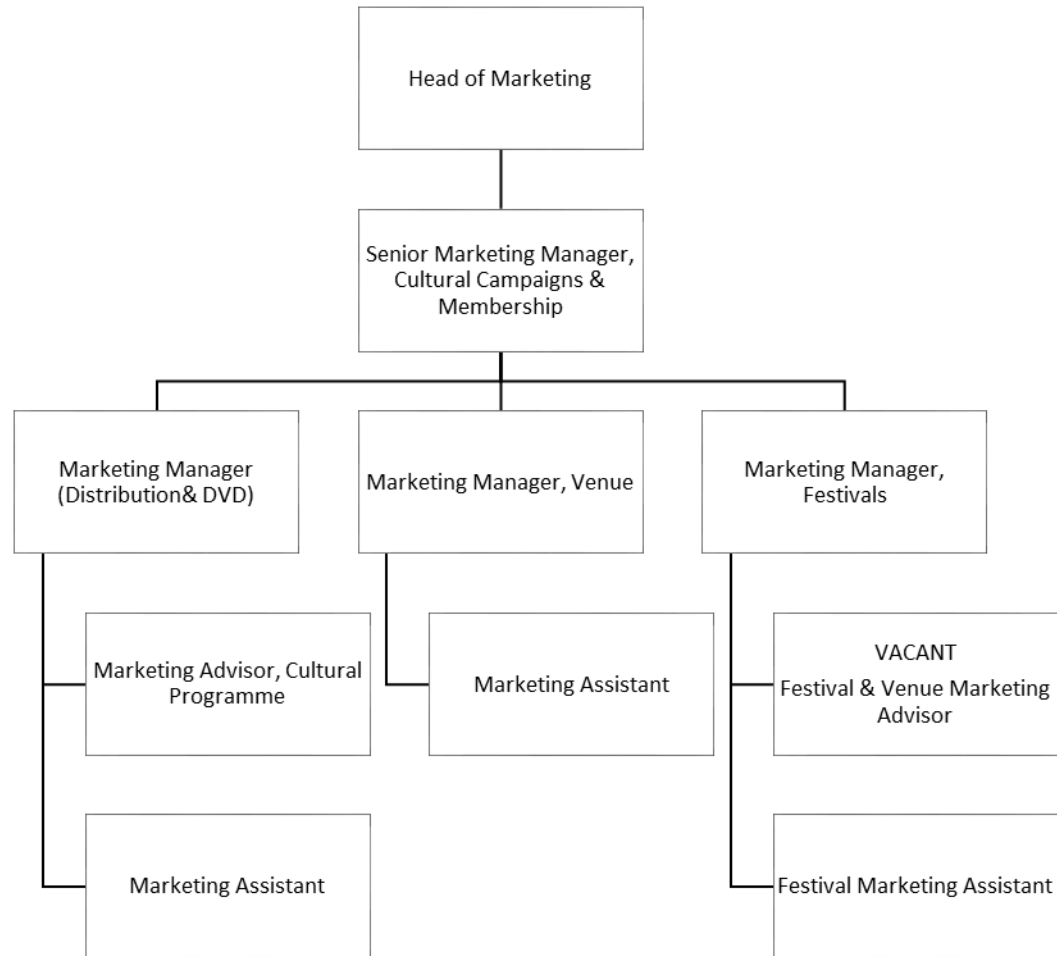 Head of Marketing
Senior Marketing Manager,
Cultural Campaigns &
Membership
Marketing Manager
(Distribution& DVD)
Marketing Manager, Venue
Marketing Manager,
Festivals
Marketing Advisor, Cultural
Programme
Marketing Assistant
VACANT
Festival & Venue Marketing
Advisor
Marketing Assistant
Festival Marketing Assistant